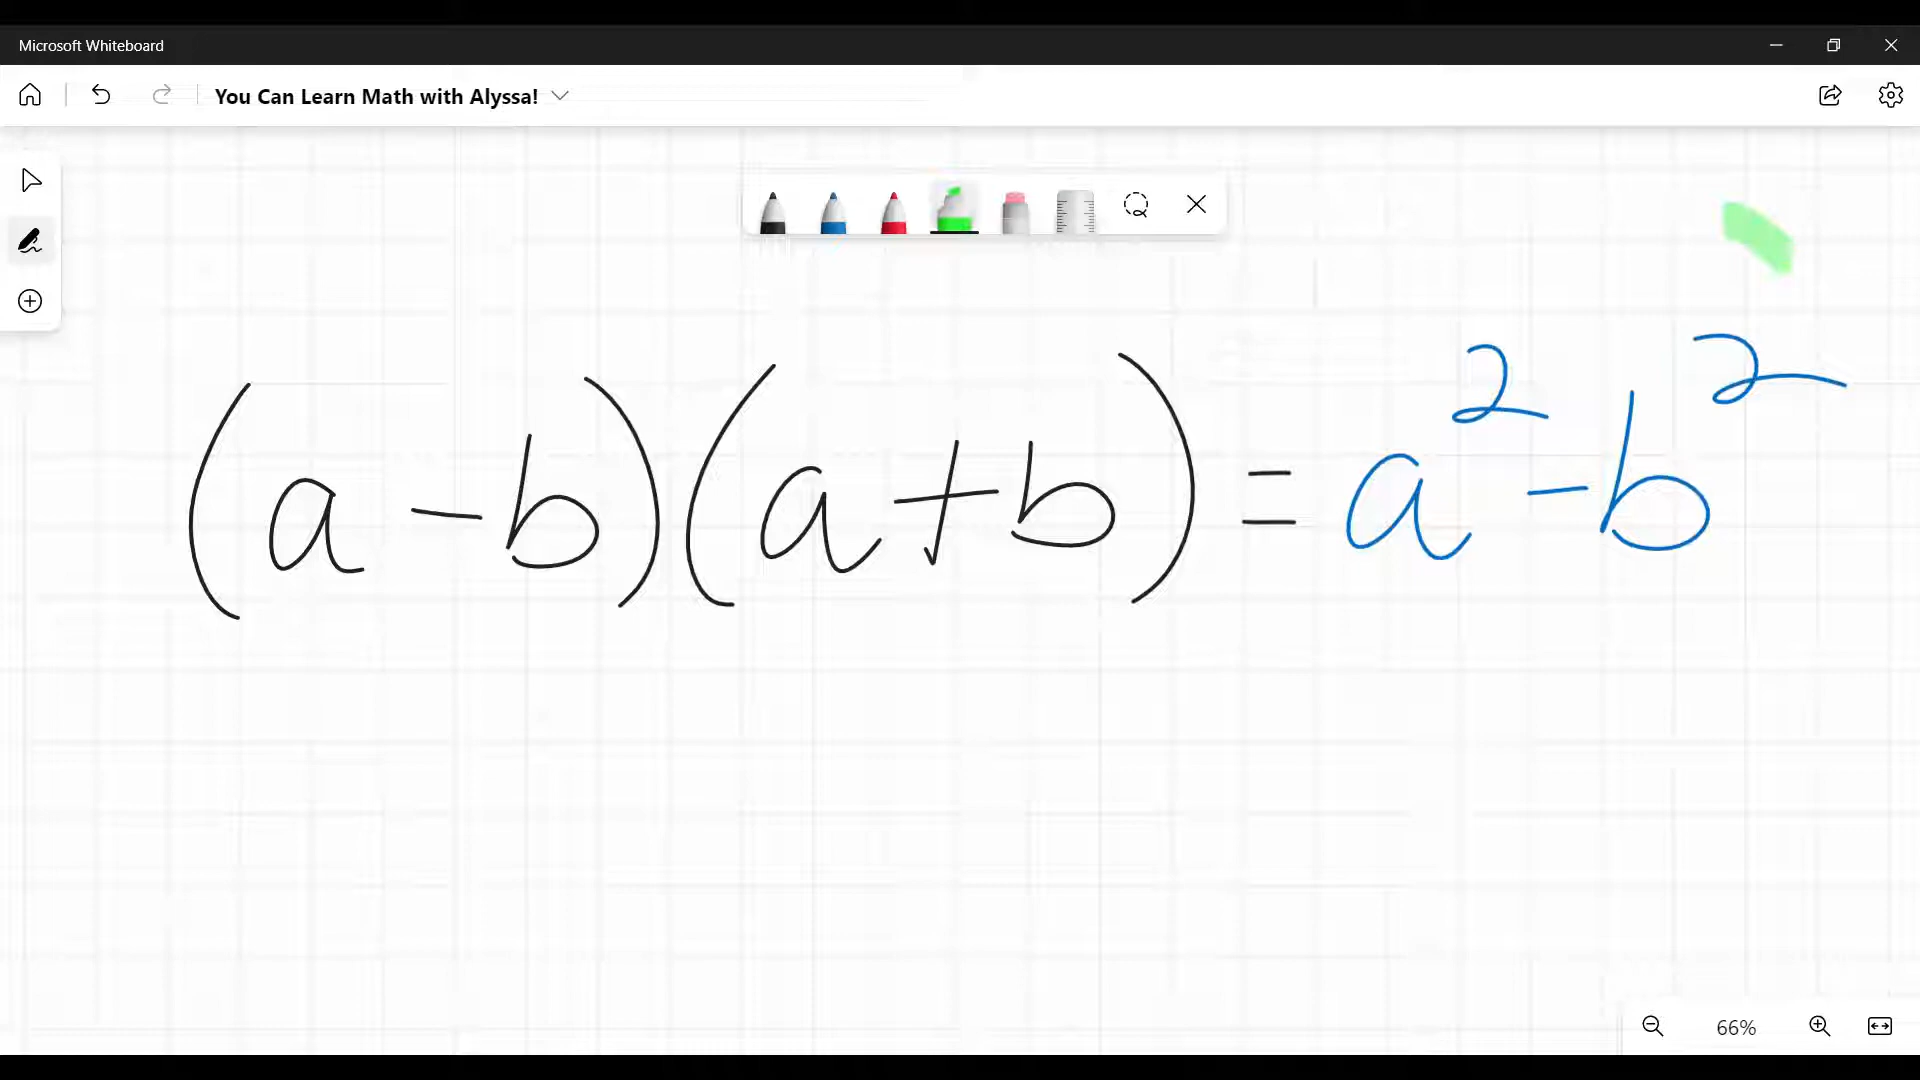 Microsoft Whiteboard
You Can Learn Math with Alyssa!
(a-b)(a+b) = a²-b²
66%